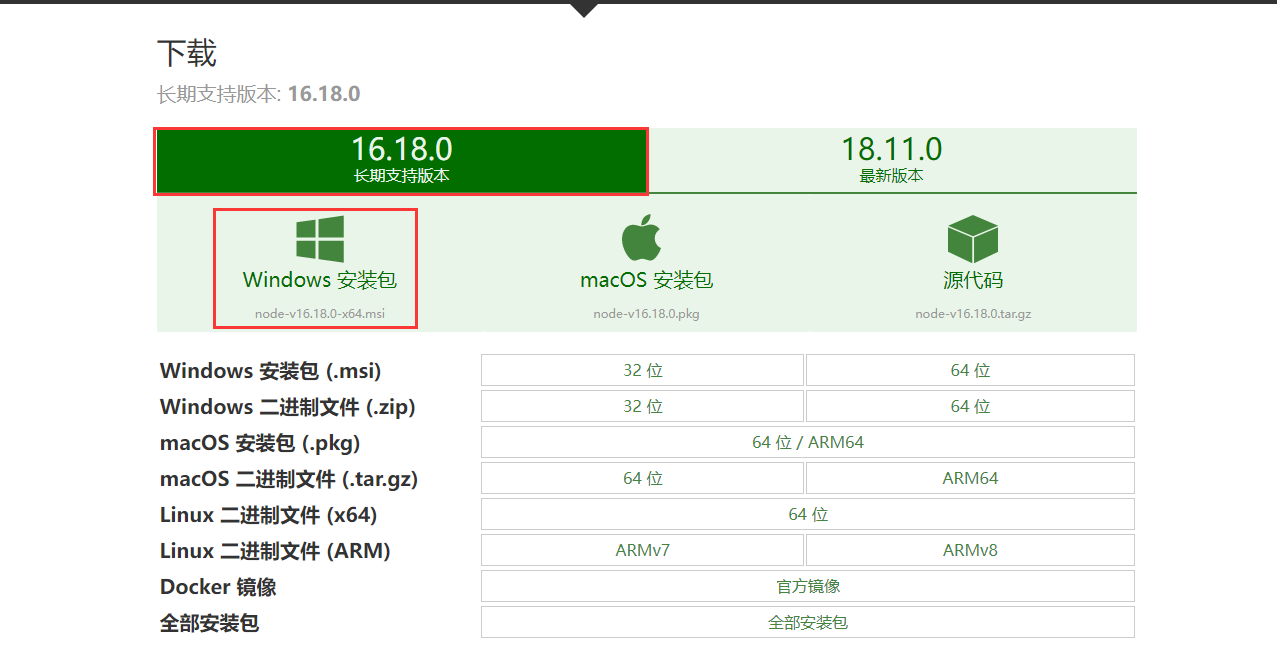 下载
长期支持版本: 16.18.0
16.18.0
长期支持版本
18.11.0
最新版本
Windows 安装包
node-v16.18.0-x64.msi
macOS 安装包
node-v16.18.0.pkg
源代码
node-v16.18.0.tar.gz
Windows 安装包 (.msi) 32 位 64 位
Windows 二进制文件 (.zip) 32 位 64 位
macOS 安装包 (.pkg) 64 位 / ARM64
macOS 二进制文件 (.tar.gz) 64 位 ARM64
Linux 二进制文件 (x64) 64 位
Linux 二进制文件 (ARM) ARMv7 ARMv8
Docker 镜像 官方镜像
全部安装包 全部安装包